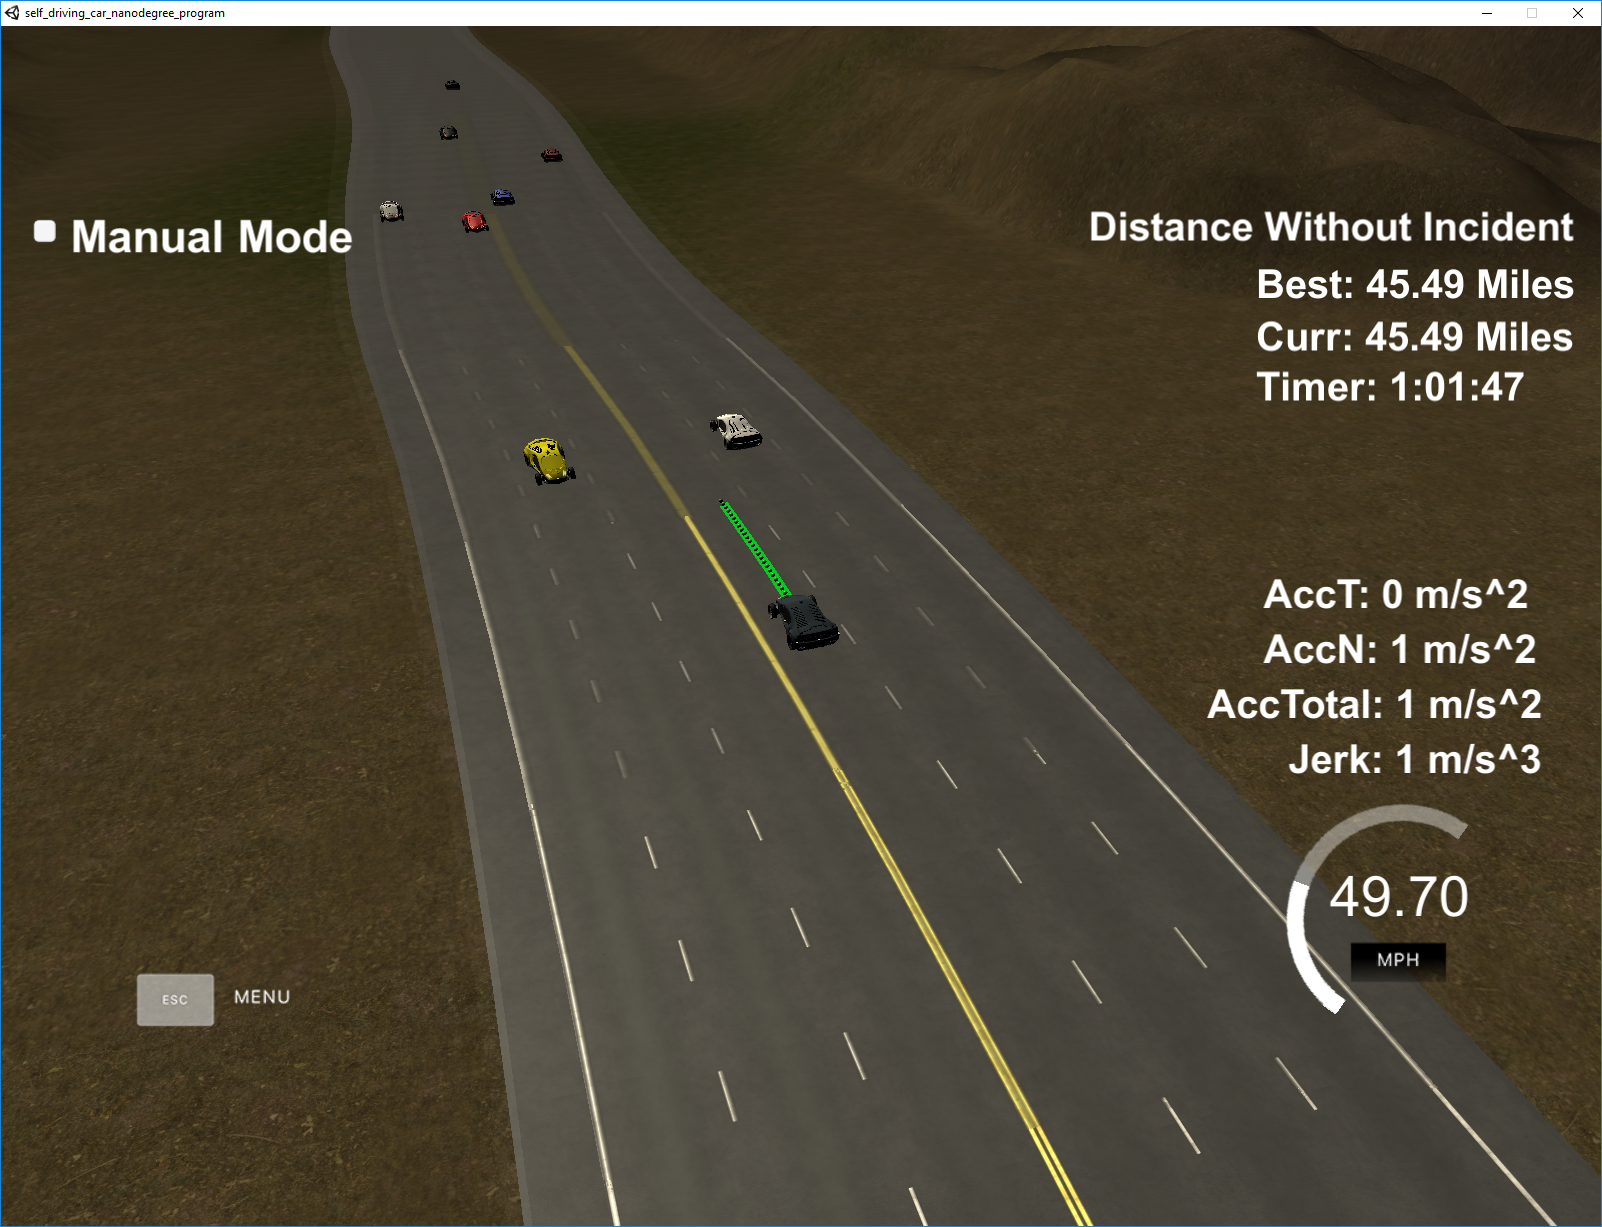 self_driving_car_nanodegree_program
Manual Mode
Distance Without Incident
Best: 45.49 Miles
Curr: 45.49 Miles
Timer: 1:01:47
AccT: 0 m/s^2
AccN: 1 m/s^2
AccTotal: 1 m/s^2
Jerk: 1 m/s^3
49.70
MPH
ESC MENU